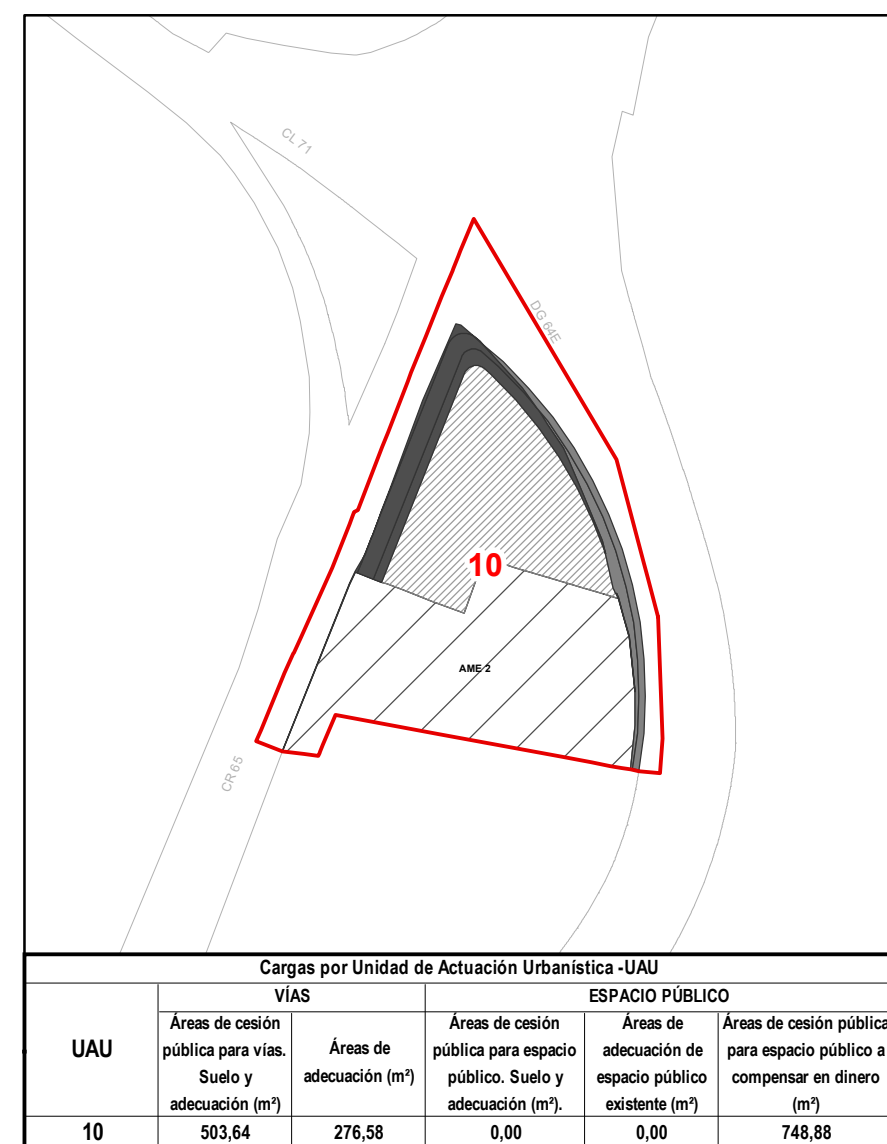 CL 71
DG 64E
10
AME 2
CR 65
Cargas por Unidad de Actuación Urbanística -UAU
UAU
VÍAS
ESPACIO PÚBLICO
Áreas de cesión
pública para vías.
Suelo y
adecuación (m²)
Áreas de
adecuación (m²)
Áreas de cesión
pública para espacio
público. Suelo y
adecuación (m²).
Áreas de
adecuación de
espacio público
existente (m²)
Áreas de cesión pública
para espacio público a
compensar en dinero
(m²)
10 503,64 276,58 0,00 0,00 748,88